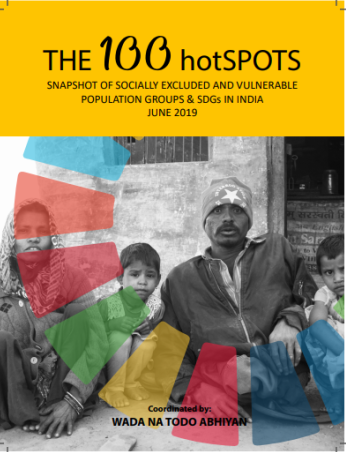 THE 100 hotSPOTS
SNAPSHOT OF SOCIALLY EXCLUDED AND VULNERABLE
POPULATION GROUPS & SDGs IN INDIA
JUNE 2019
Coordinated by:
WADA NA TODO ABHIYAN